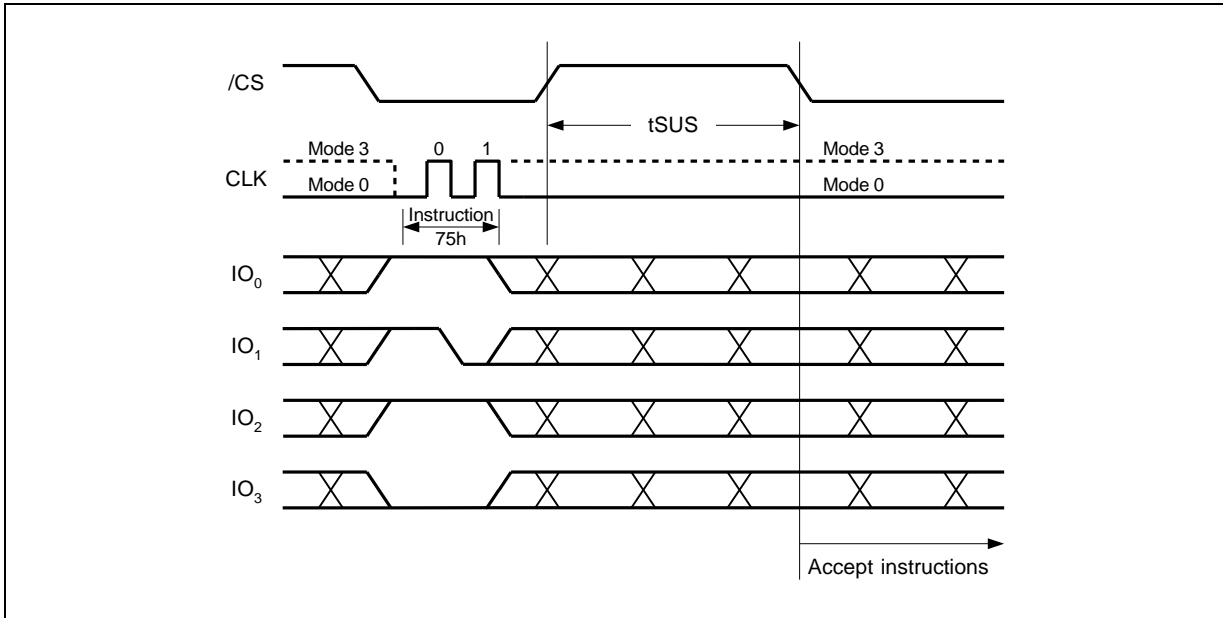 /CS
tSUS
Mode 3 0 1 Mode 3
CLK
Mode 0 Mode 0
Instruction
75h
IO0
IO1
IO2
IO3
Accept instructions